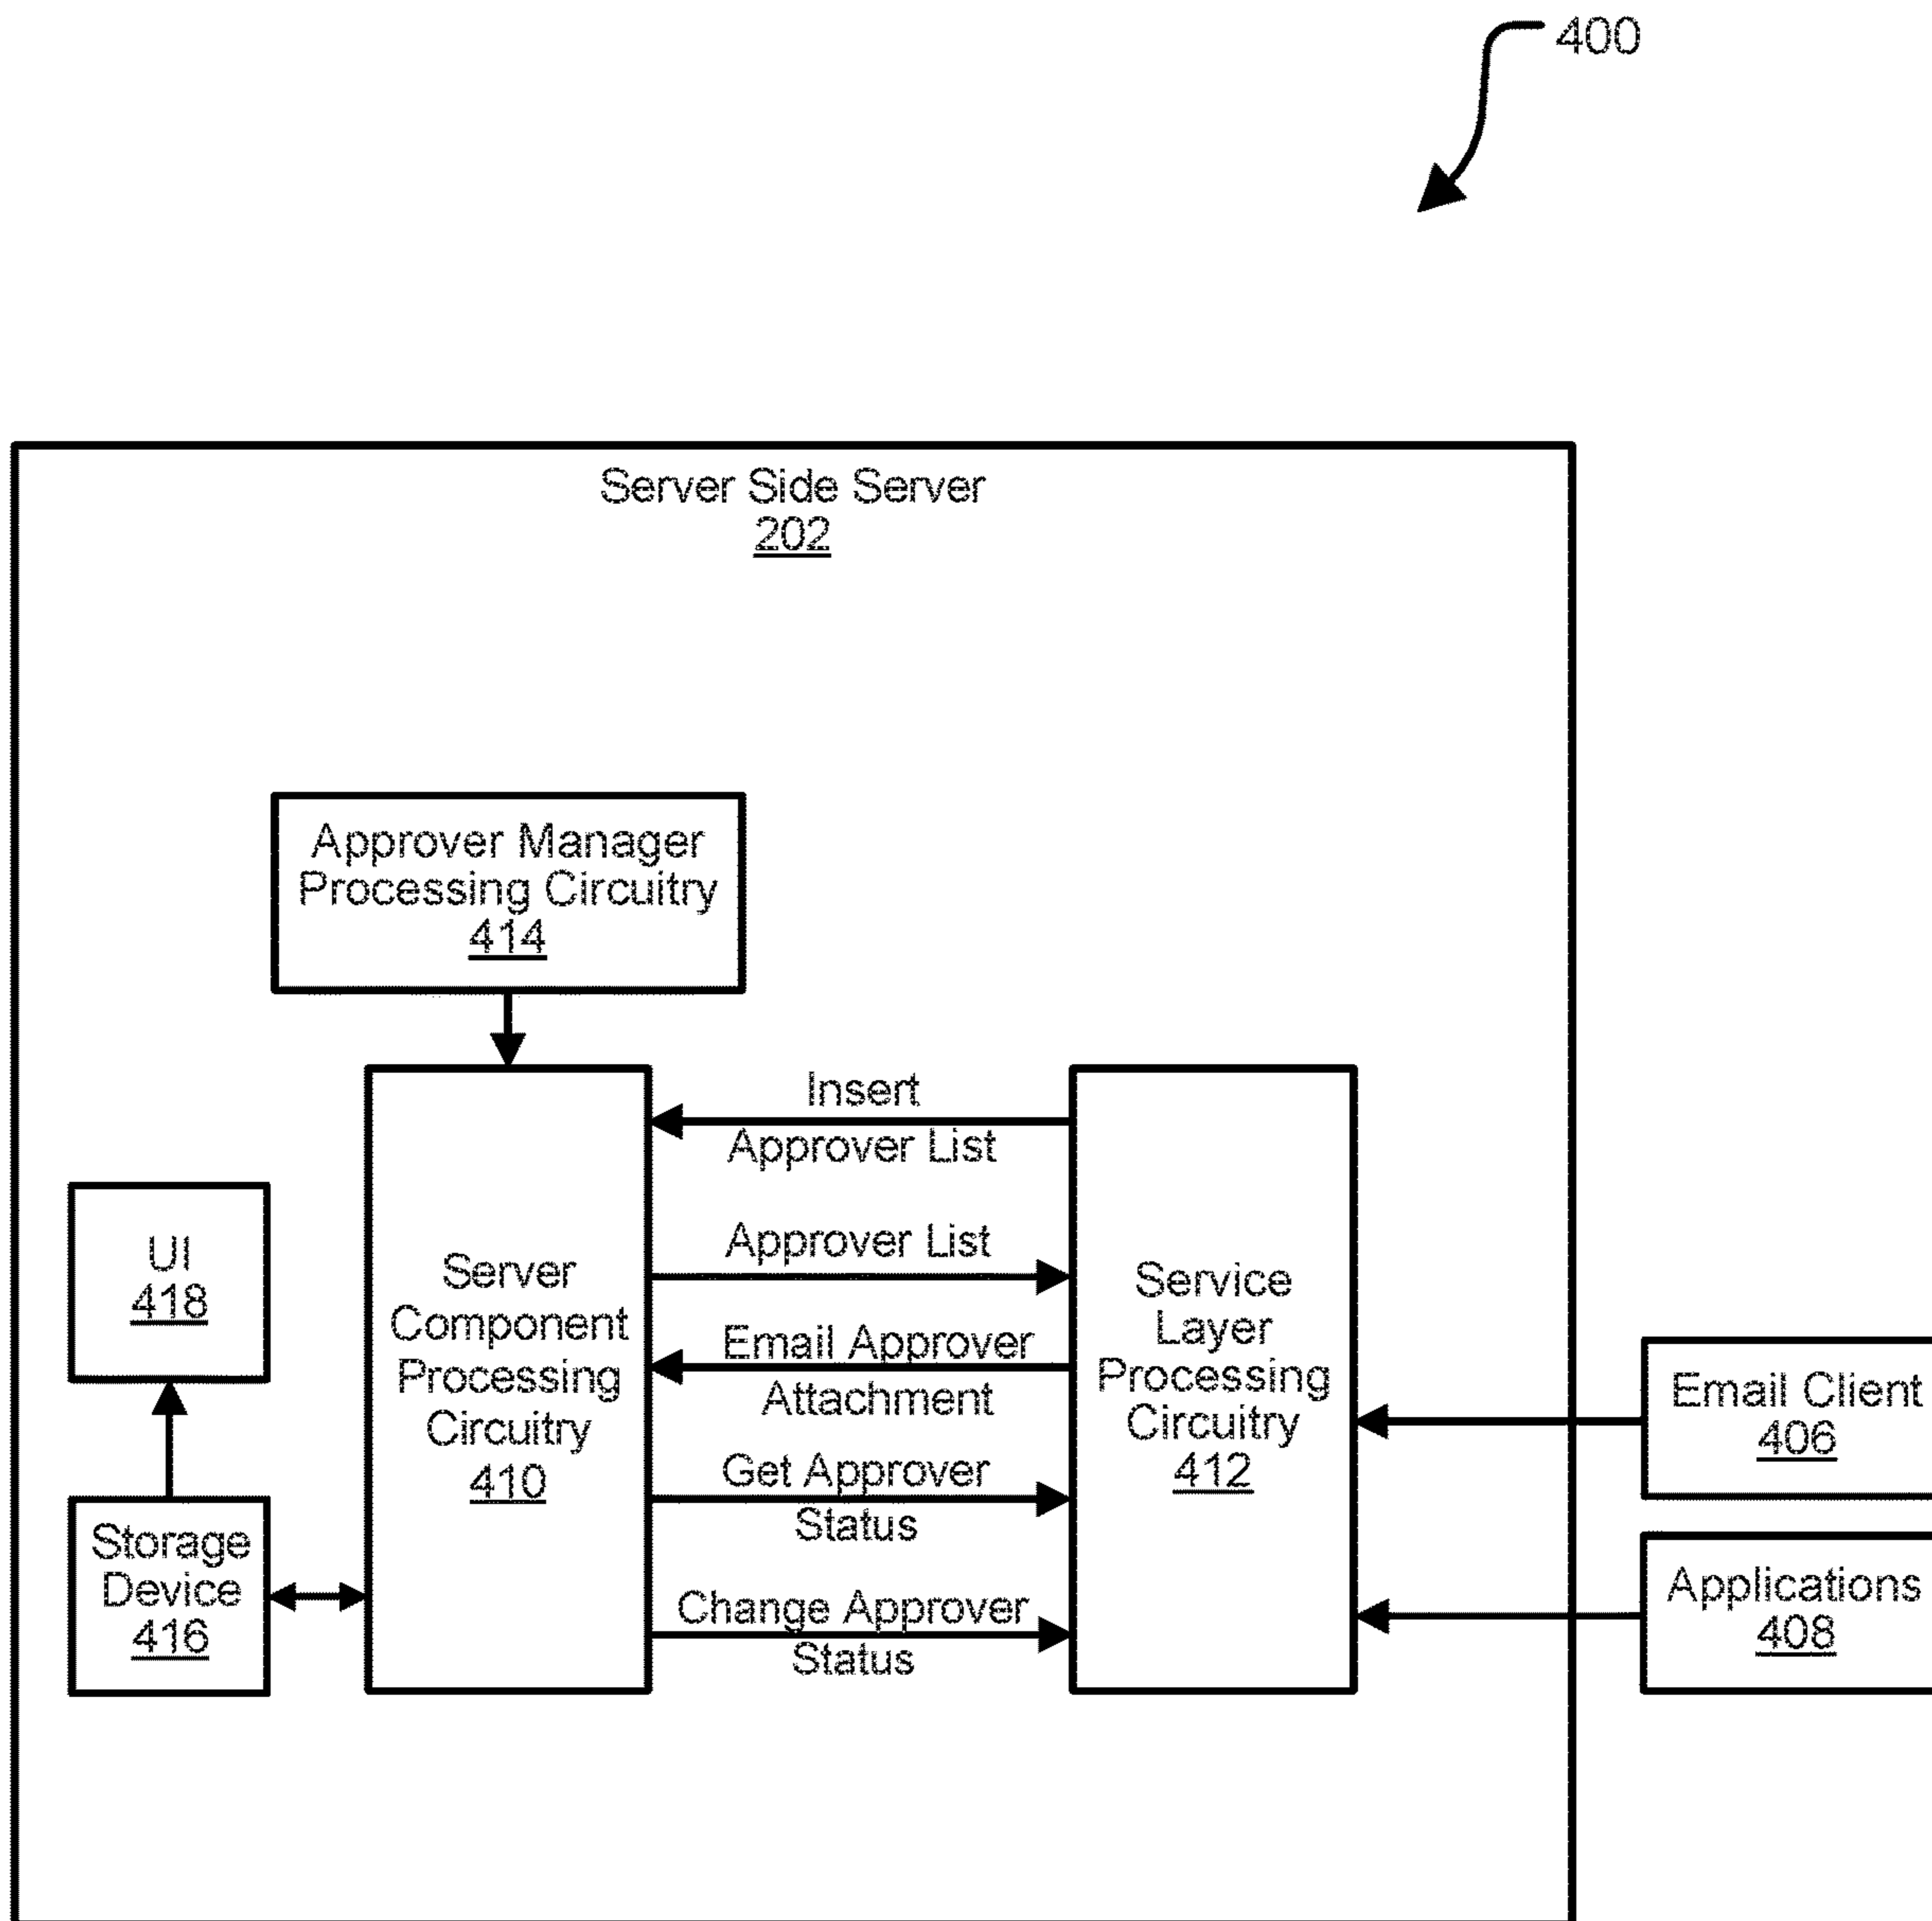 400
Server Side Server
202
Approver Manager
Processing Circuitry
414
Insert
Approver List
Approver List
Email Approver
Attachment
Get Approver
Status
Change Approver
Status
UI
418
Storage
Device
416
Server
Component
Processing
Circuitry
410
Service
Layer
Processing
Circuitry
412
Email Client
406
Applications
408